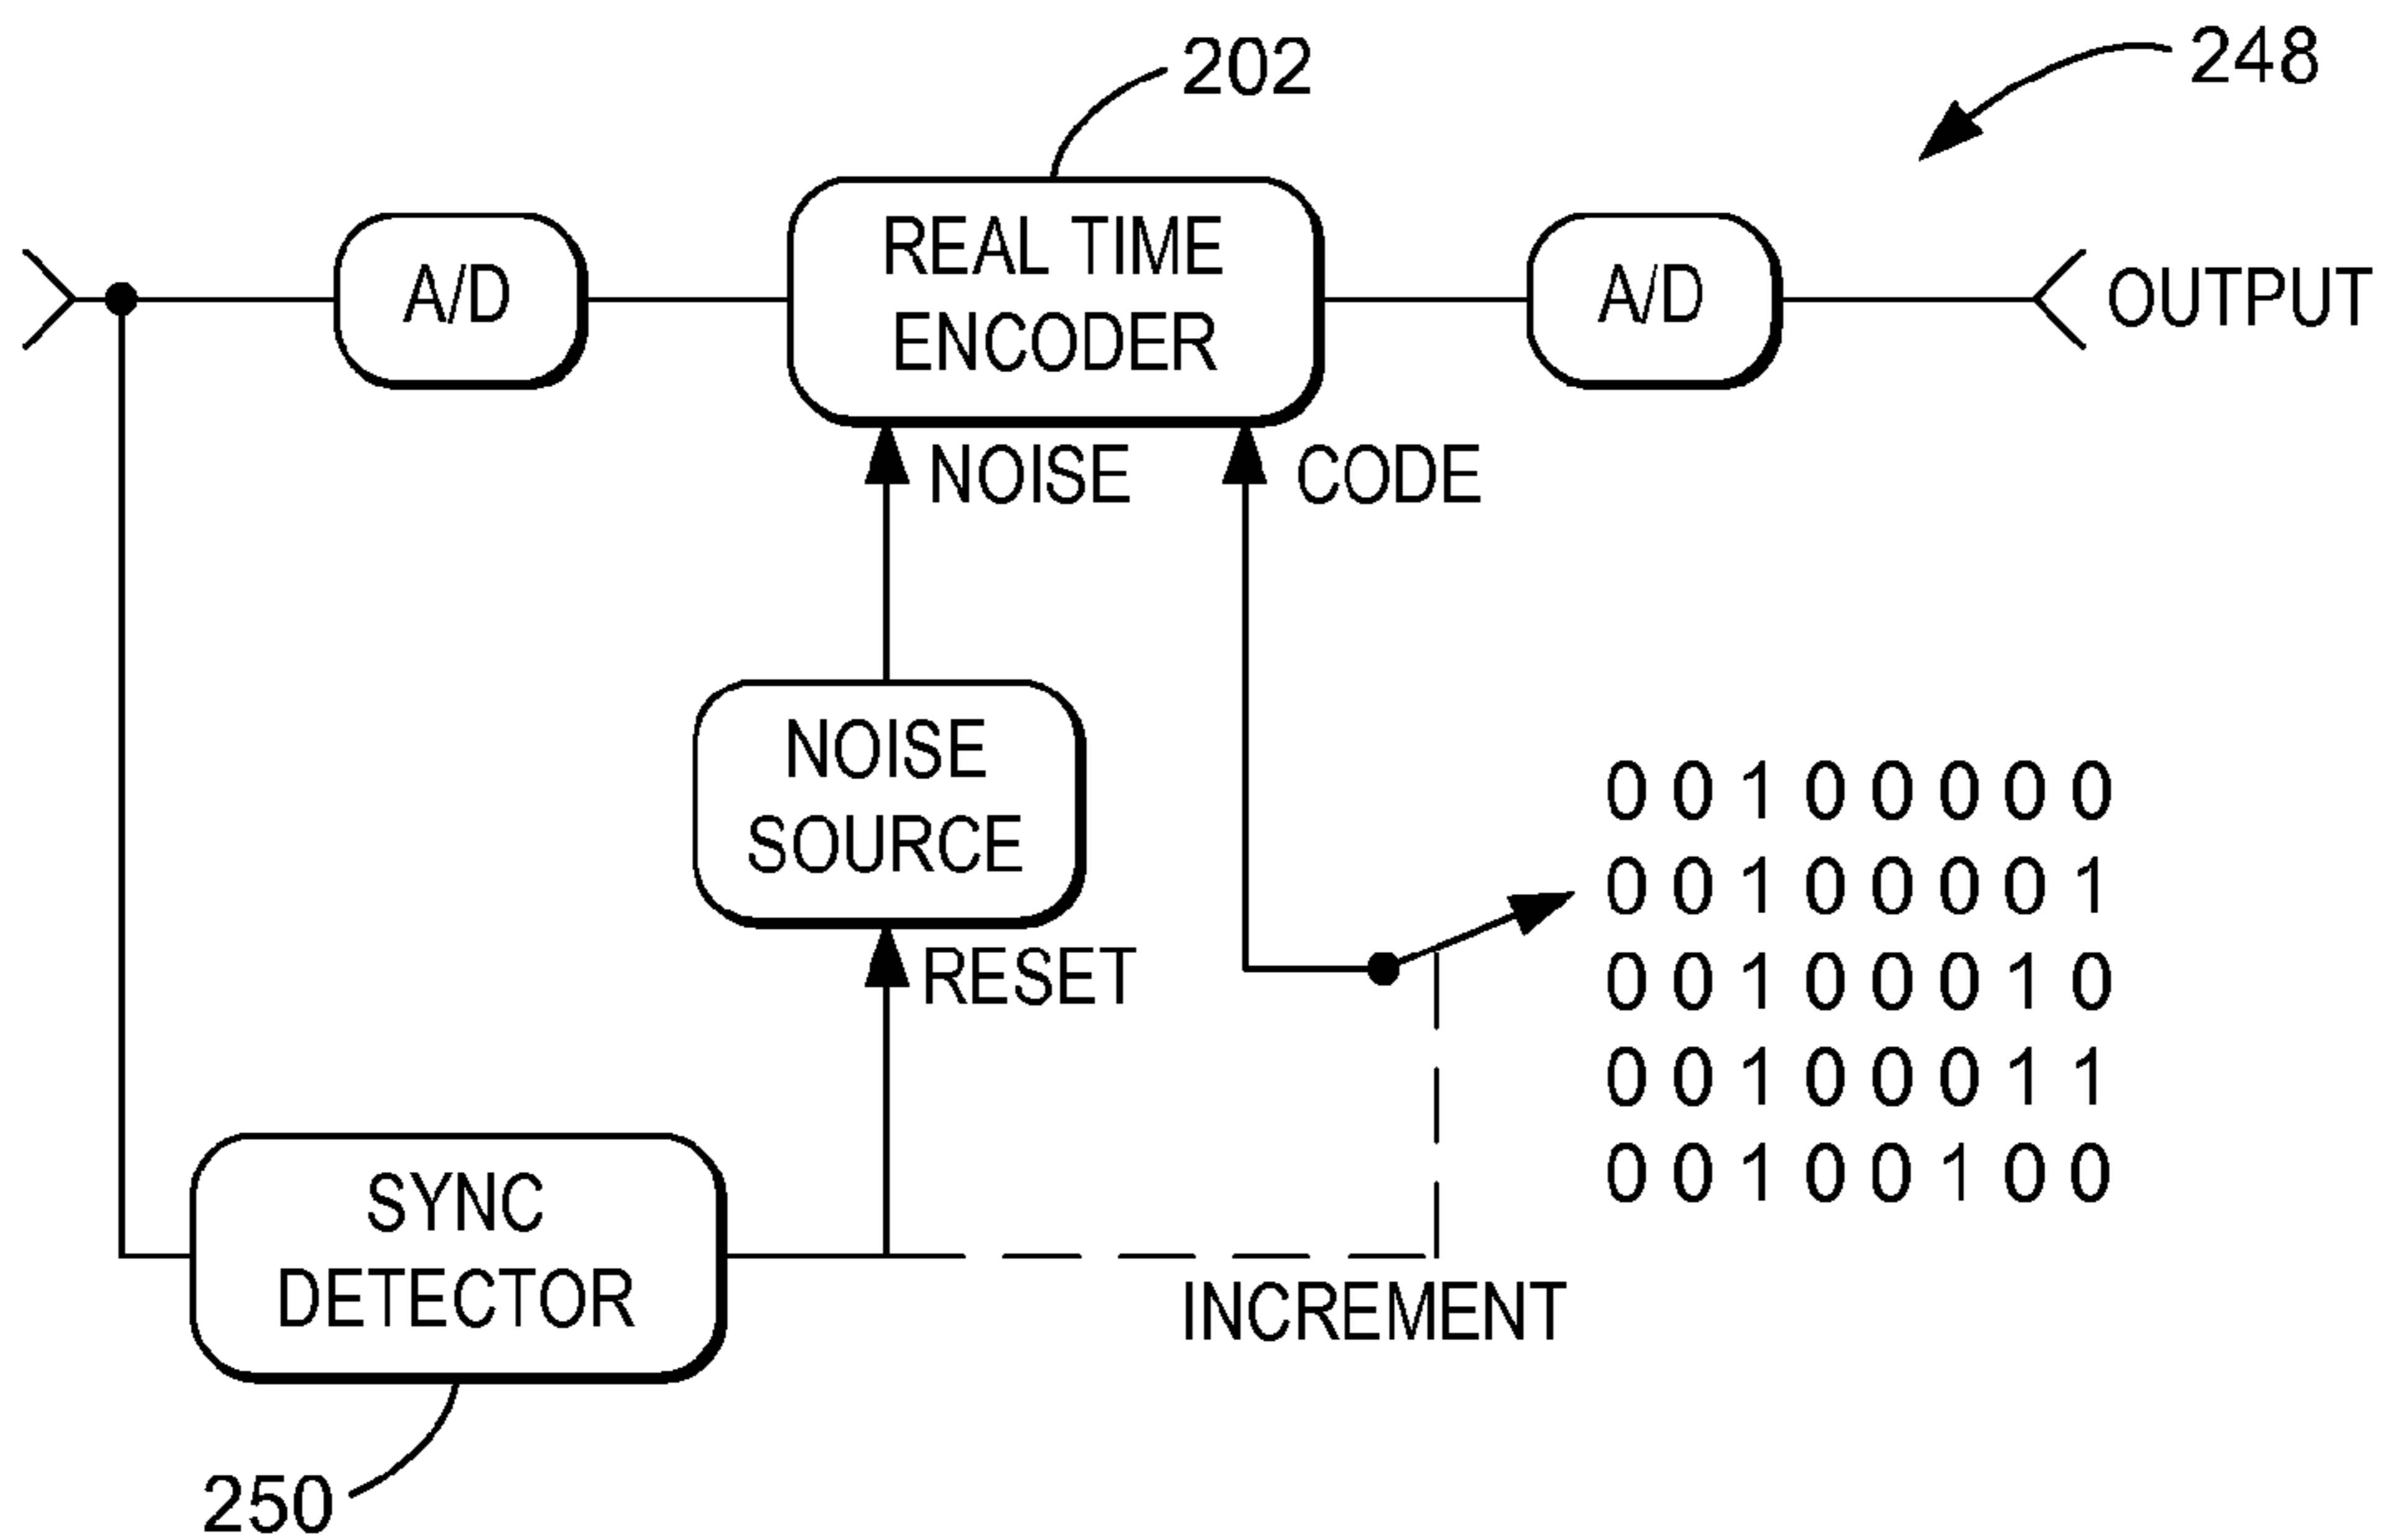 202
248
A/D
REAL TIME
ENCODER
A/D
OUTPUT
NOISE
CODE
NOISE
SOURCE
RESET
0 0 1 0 0 0 0 0
0 0 1 0 0 0 0 1
0 0 1 0 0 0 1 0
0 0 1 0 0 0 1 1
0 0 1 0 0 1 0 0
SYNC
DETECTOR
INCREMENT
250